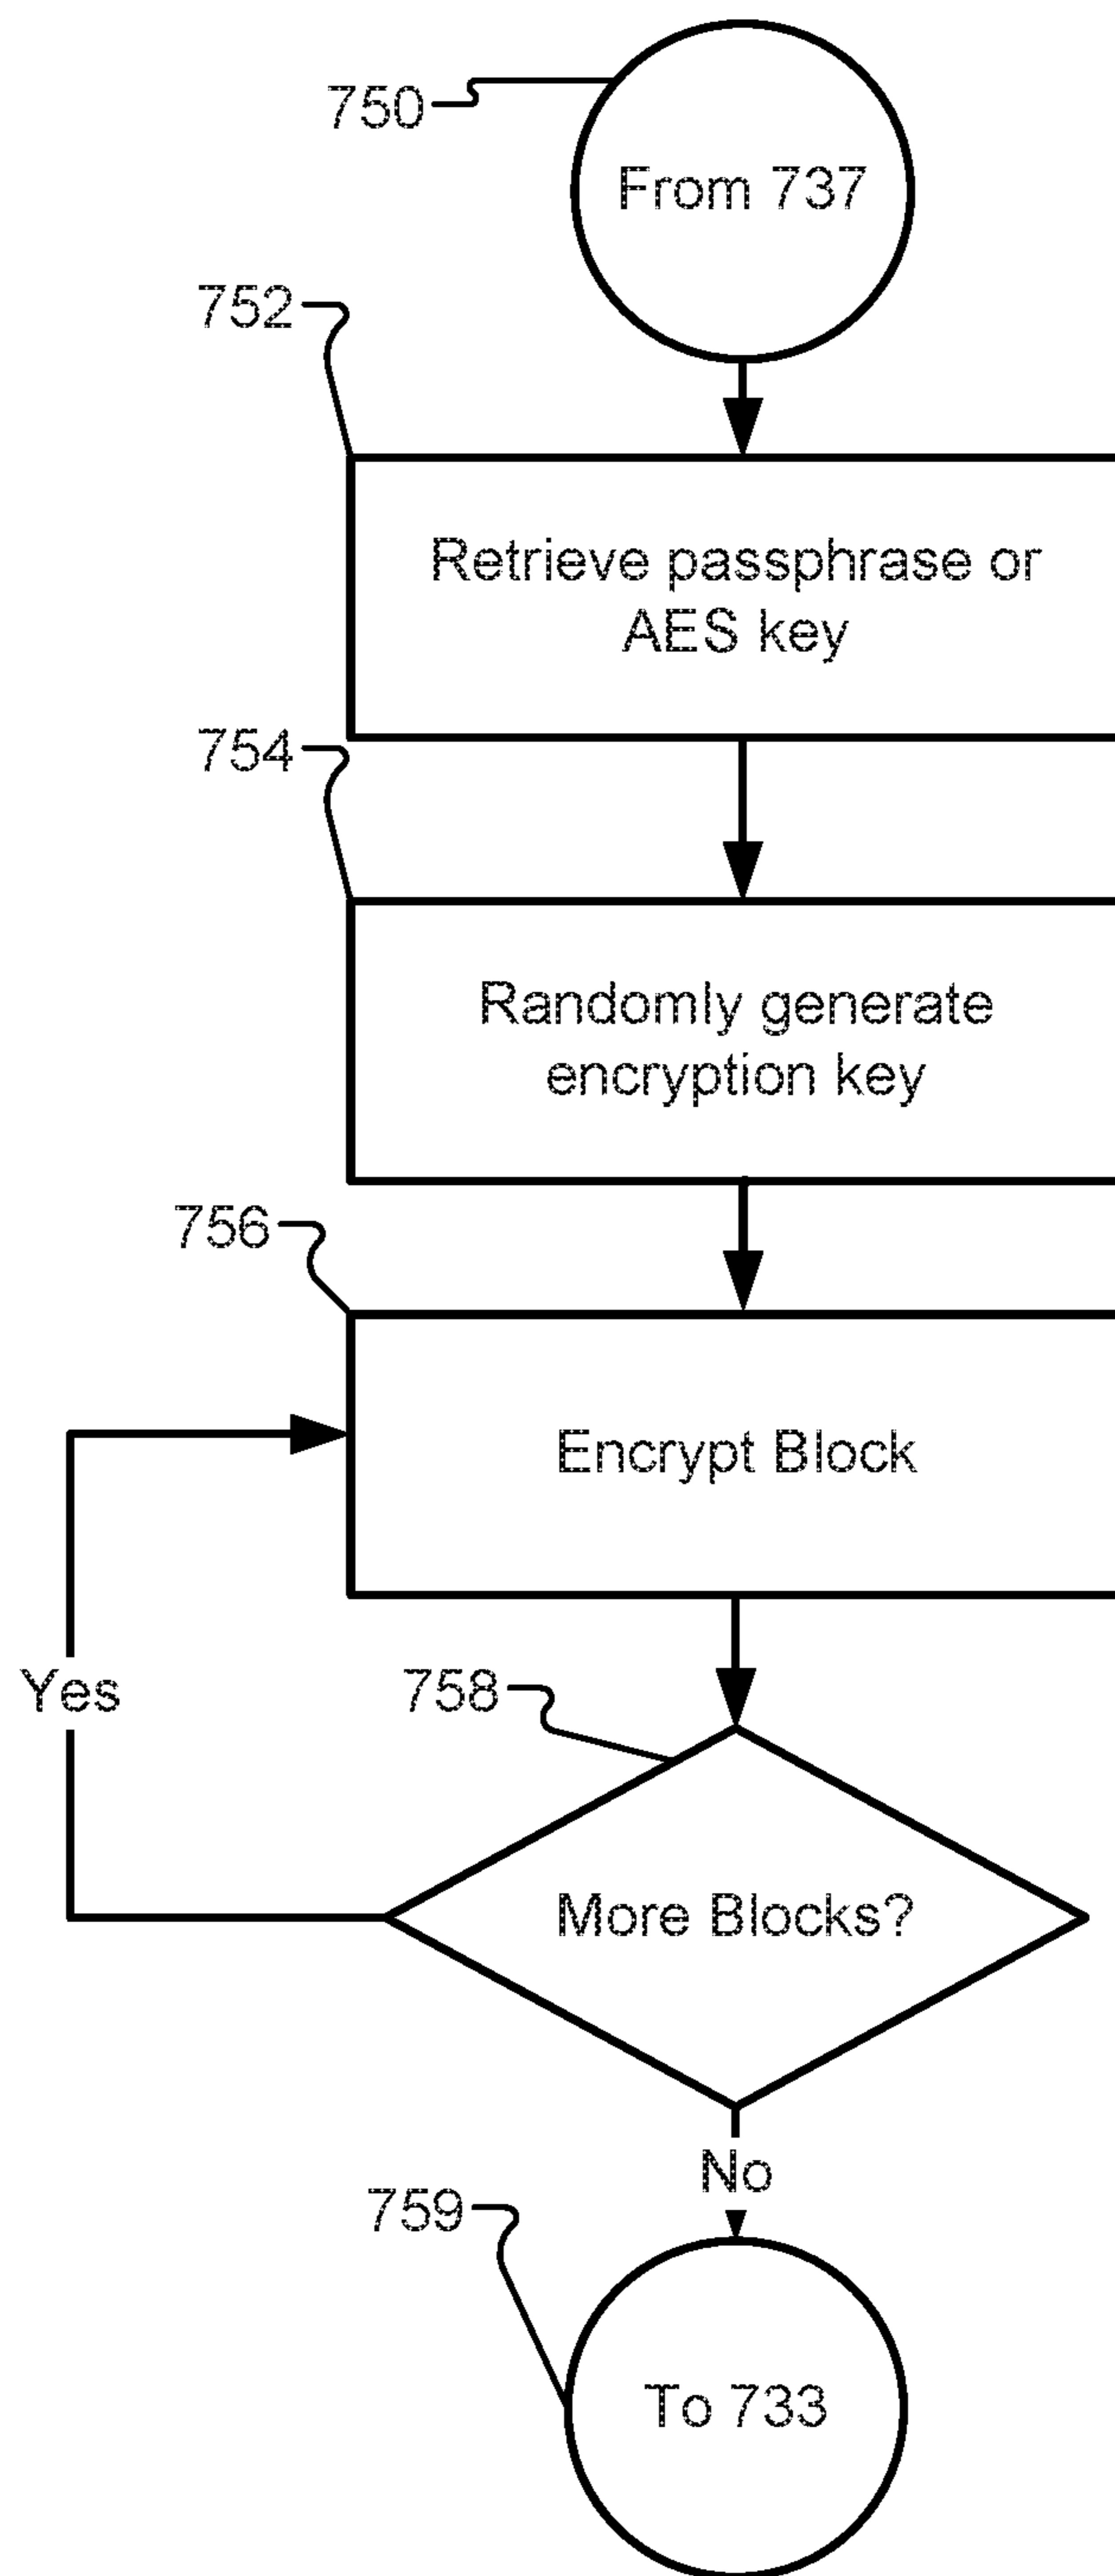 750
From 737
752
Retrieve passphrase or
AES key
754
Randomly generate
encryption key
756
Encrypt Block
Yes
758
More Blocks?
No
759
To 733